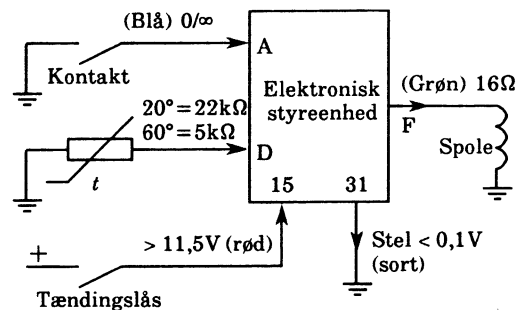 (Blå) 0/∞
A
Kontakt
Elektronisk
styreenhed
(Grøn) 16Ω
F
Spole
20°=22kΩ
60°=5kΩ
D
t
15 31
+
> 11,5V (rød)
Tændingslås
Stel < 0,1V
(sort)